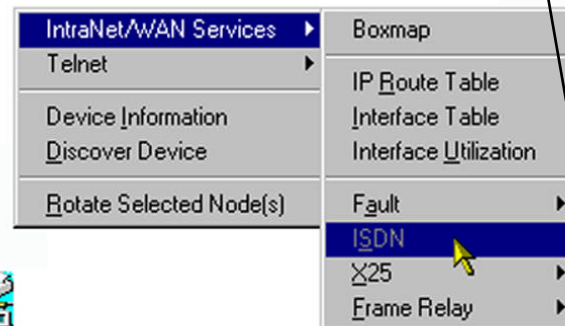 IntraNet/WAN Services
Telnet
Device Information
Discover Device
Rotate Selected Node(s)
Boxmap
IP Route Table
Interface Table
Interface Utilization
Fault
ISDN
X25
Frame Relay